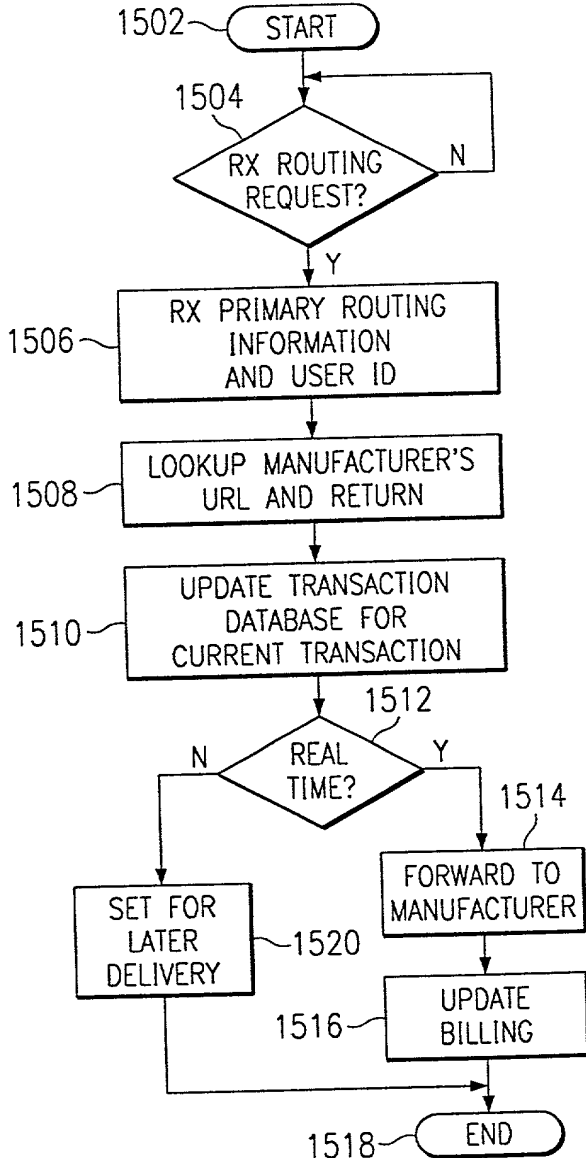 1502
START
1504
RX ROUTING
REQUEST?
N
Y
1506
RX PRIMARY ROUTING
INFORMATION
AND USER ID
1508
LOOKUP MANUFACTURER'S
URL AND RETURN
1510
UPDATE TRANSACTION
DATABASE FOR
CURRENT TRANSACTION
1512
N
REAL
TIME?
Y
1514
FORWARD TO
MANUFACTURER
SET FOR
LATER
DELIVERY
1520
1516
UPDATE
BILLING
1518
END